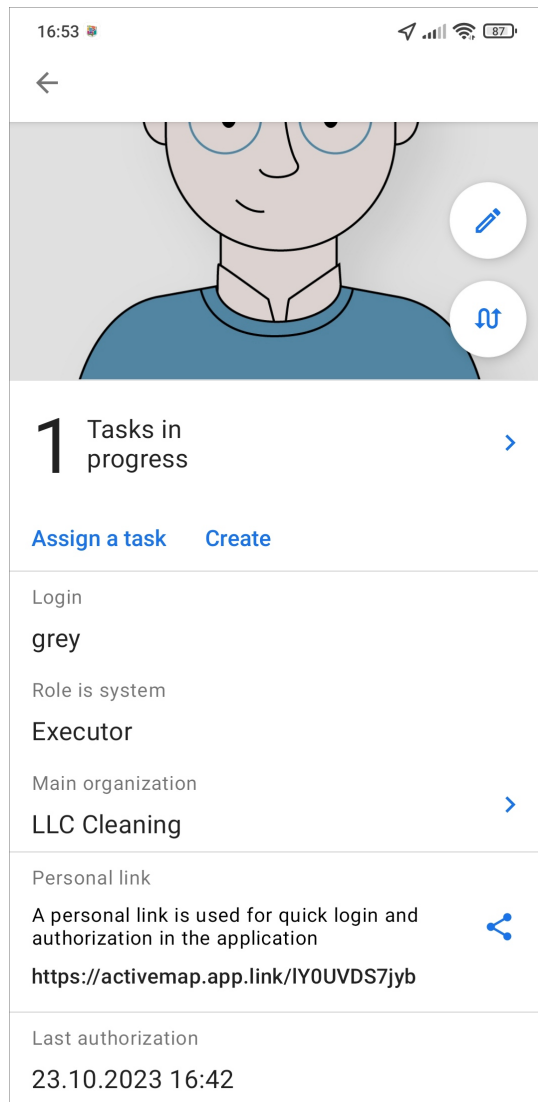 16:53
87
1 Tasks in
progress
Assign a task Create
Login
grey
Role is system
Executor
Main organization
LLC Cleaning
Personal link
A personal link is used for quick login and
authorization in the application
https://activemap.app.link/lY0UVDS7jyb
Last authorization
23.10.2023 16:42